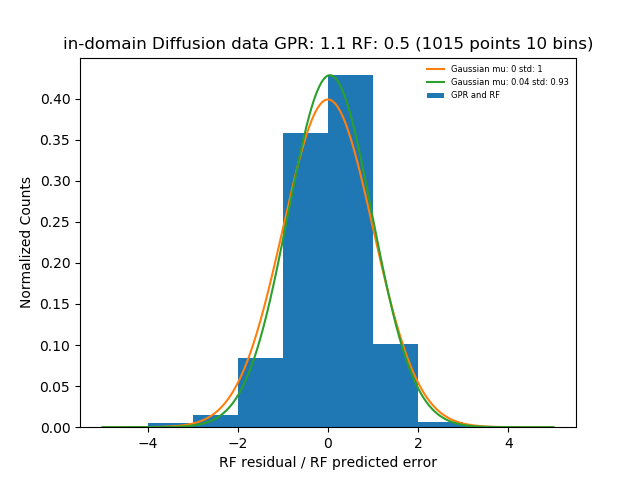 in-domain Diffusion data GPR: 1.1 RF: 0.5 (1015 points 10 bins)
Gaussian mu: 0 std: 1
Gaussian mu: 0.04 std: 0.93
GPR and RF
Normalized Counts
0.40
0.35
0.30
0.25
0.20
0.15
0.10
0.05
0.00
−4
−2
0
2
4
RF residual / RF predicted error